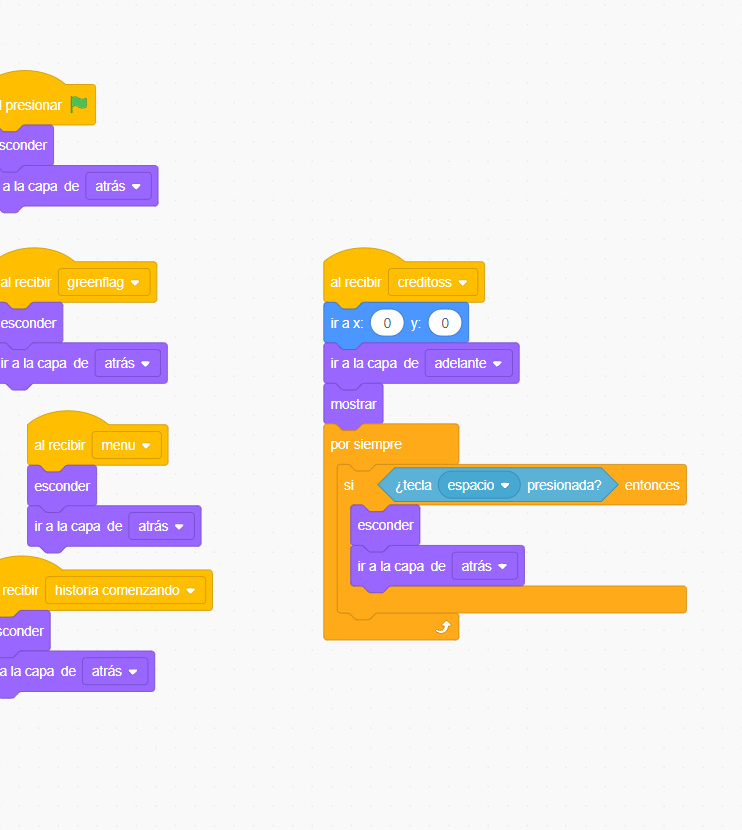 l presionar
sconder
a la capa de atrás
al recibir greenflag
esconder
ir a la capa de atrás
al recibir menu
esconder
ir a la capa de atrás
recibir historia comenzando
sconder
a la capa de atrás
al recibir creditoss
ir a x: 0 y: 0
ir a la capa de adelante
mostrar
por siempre
si ¿tecla espacio presionada? entonces
esconder
ir a la capa de atrás